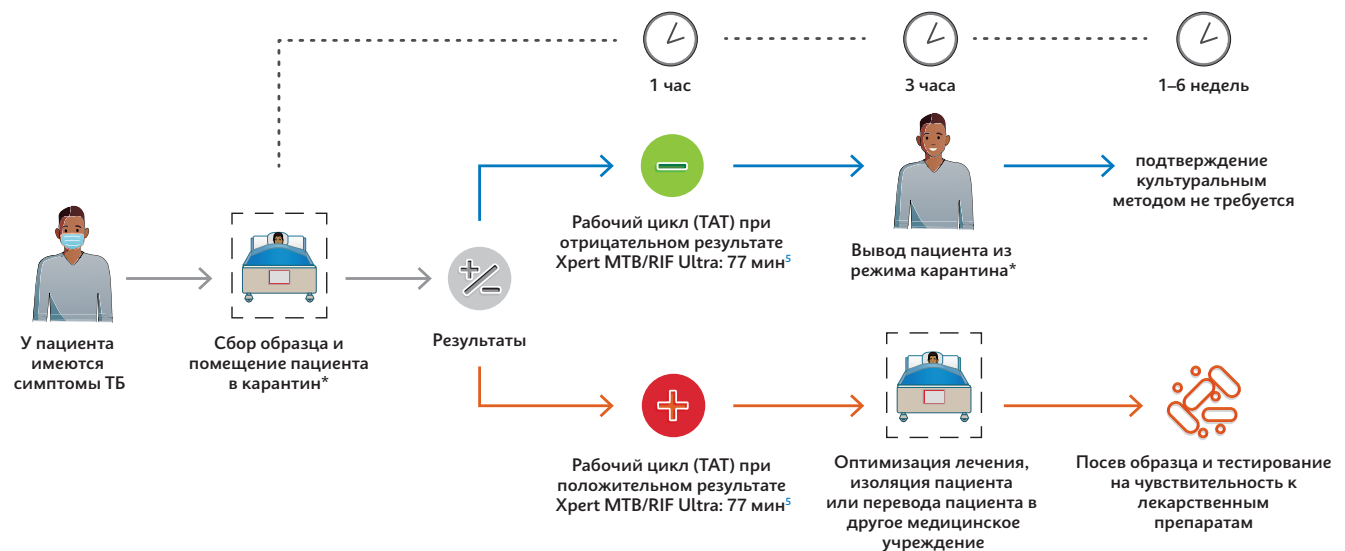 1 час
3 часа
1–6 недель
У пациента
имеются
симптомы ТБ
Сбор образца и
помещение пациента
в карантин*
Результаты
Рабочий цикл (TAT) при
отрицательном результате
Xpert MTB/RIF Ultra: 77 мин⁵
Вывод пациента из
режима карантина*
подтверждение
культуральным
методом не требуется
Рабочий цикл (TAT) при
положительном результате
Xpert MTB/RIF Ultra: 77 мин⁵
Оптимизация лечения,
изоляция пациента
или перевода пациента в
другое медицинское
учреждение
Посев образца и тестирование
на чувствительность к
лекарственным
препаратам